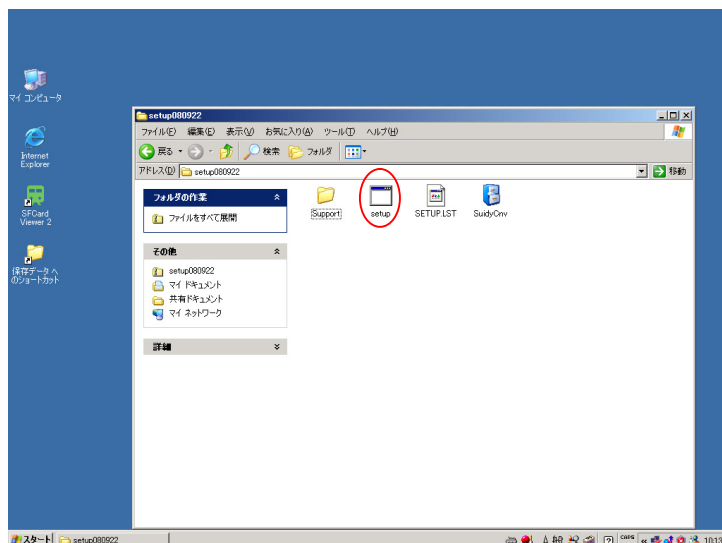 マイ コンピュータ
Internet
Explorer
SFCard
Viewer 2
保存データ へ
のショートカット
setup080922
ファイル(F) 編集(E) 表示(V) お気に入り(A) ツール(T) ヘルプ(H)
戻る 検索 フォルダ
アドレス(D) setup080922 移動
フォルダの作業
ファイルをすべて展開
その他
setup080922
マイ ドキュメント
共有ドキュメント
マイ ネットワーク
詳細
Support setup SETUP.LST SuidyCnv
スタート setup080922 A 般 CAPS 10:13